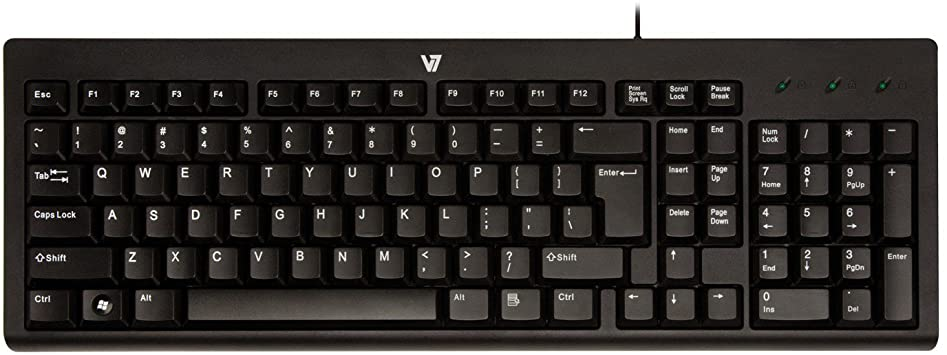 V7
Esc F1 F2 F3 F4 F5 F6 F7 F8 F9 F10 F11 F12 Print Screen Sys Rq Scroll Lock Pause Break
~ ! @ # $ % ^ & * ( ) _ + ←
` 1 2 3 4 5 6 7 8 9 0 - =
Home End Num Lock / * −
Tab Q W E R T Y U I O P { [ } ] Enter
Insert Page Up 7 Home 8 ↑ 9 PgUp +
Caps Lock A S D F G H J K L : ; " ' | \
Delete Page Down 4 ← 5 6 →
Shift Z X C V B N M < , > . ? / Shift
↑ 1 End 2 ↓ 3 PgDn Enter
Ctrl Alt Alt Ctrl ← ↓ → 0 Ins . Del